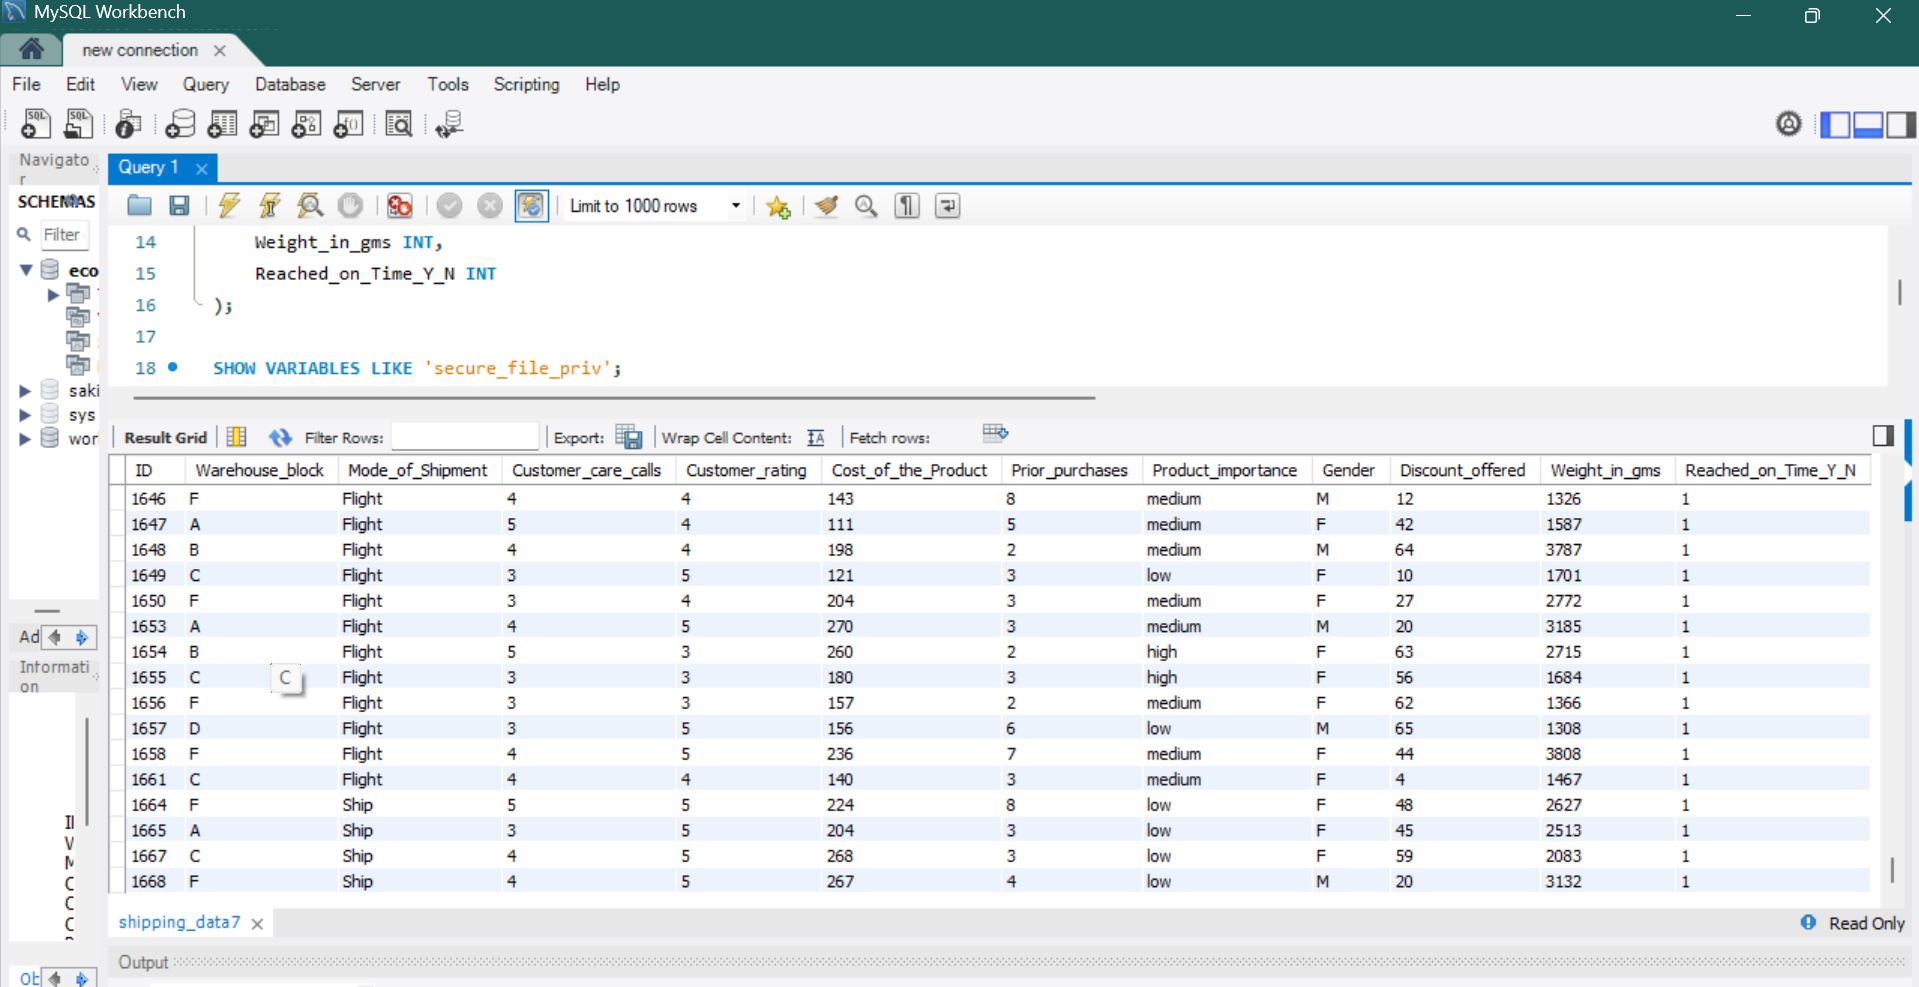 MySQL Workbench
new connection
File Edit View Query Database Server Tools Scripting Help
Navigato
r
Query 1
SCHEMAS
Limit to 1000 rows
Filter
14 Weight_in_gms INT,
15 Reached_on_Time_Y_N INT
16 );
17
18 SHOW VARIABLES LIKE 'secure_file_priv';
eco
saki
sys
wor
Result Grid Filter Rows: Export: Wrap Cell Content: Fetch rows:
ID Warehouse_block Mode_of_Shipment Customer_care_calls Customer_rating Cost_of_the_Product Prior_purchases Product_importance Gender Discount_offered Weight_in_gms Reached_on_Time_Y_N
1646 F Flight 4 4 143 8 medium M 12 1326 1
1647 A Flight 5 4 111 5 medium F 42 1587 1
1648 B Flight 4 4 198 2 medium M 64 3787 1
1649 C Flight 3 5 121 3 low F 10 1701 1
1650 F Flight 3 4 204 3 medium F 27 2772 1
1653 A Flight 4 5 270 3 medium M 20 3185 1
1654 B Flight 5 3 260 2 high F 63 2715 1
1655 C C Flight 3 3 180 3 high F 56 1684 1
1656 F Flight 3 3 157 2 medium F 62 1366 1
1657 D Flight 3 5 156 6 low M 65 1308 1
1658 F Flight 4 5 236 7 medium F 44 3808 1
1661 C Flight 4 4 140 3 medium F 4 1467 1
1664 F Ship 5 5 224 8 low F 48 2627 1
1665 A Ship 3 5 204 3 low F 45 2513 1
1667 C Ship 4 5 268 3 low F 59 2083 1
1668 F Ship 4 5 267 4 low M 20 3132 1
Ad
Informati
on
shipping_data7
Read Only
Output